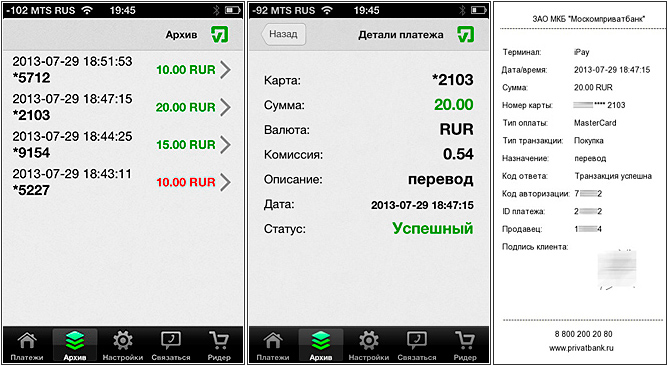 -102 MTS RUS 19:45
Архив
2013-07-29 18:51:53
*5712
10.00 RUR
2013-07-29 18:47:15
*2103
20.00 RUR
2013-07-29 18:44:25
*9154
15.00 RUR
2013-07-29 18:43:11
*5227
10.00 RUR
Платежи Архив Настройки Связаться Ридер
-92 MTS RUS 19:45
Назад Детали платежа
Карта: *2103
Сумма: 20.00
Валюта: RUR
Комиссия: 0.54
Описание: перевод
Дата: 2013-07-29 18:47:15
Статус: Успешный
Платежи Архив Настройки Связаться Ридер
ЗАО МКБ "Москомприватбанк"
Терминал: iPay
Дата/время: 2013-07-29 18:47:15
Сумма: 20.00 RUR
Номер карты: **** 2103
Тип оплаты: MasterCard
Тип транзакции: Покупка
Назначение: перевод
Код ответа: Транзакция успешна
Код авторизации: 7 2
ID платежа: 2 2
Продавец: 1 4
Подпись клиента:
8 800 200 20 80
www.privatbank.ru